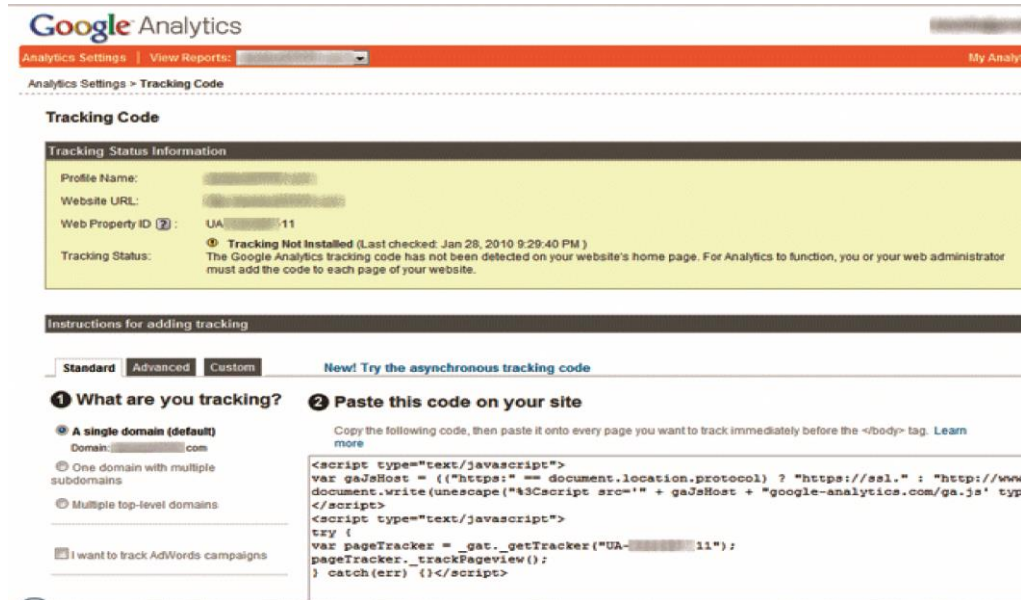 Google Analytics
Analytics Settings | View Reports:
My Analy
Analytics Settings > Tracking Code
Tracking Code
Tracking Status Information
Profile Name:
Website URL:
Web Property ID ? : UA 11
Tracking Status: Tracking Not Installed (Last checked: Jan 28, 2010 9:29:40 PM )
The Google Analytics tracking code has not been detected on your website's home page. For Analytics to function, you or your web administrator
must add the code to each page of your website.
Instructions for adding tracking
Standard Advanced Custom New! Try the asynchronous tracking code
1 What are you tracking?
A single domain (default)
Domain: com
One domain with multiple
subdomains
Multiple top-level domains
I want to track AdWords campaigns
2 Paste this code on your site
Copy the following code, then paste it onto every page you want to track immediately before the </body> tag. Learn
more
<script type="text/javascript">
var gaJsHost = (("https:" == document.location.protocol) ? "https://ssl." : "http://www
document.write(unescape("%3Cscript src='" + gaJsHost + "google-analytics.com/ga.js' typ
</script>
<script type="text/javascript">
try {
var pageTracker = _gat._getTracker("UA- 11");
pageTracker._trackPageview();
} catch(err) {}</script>